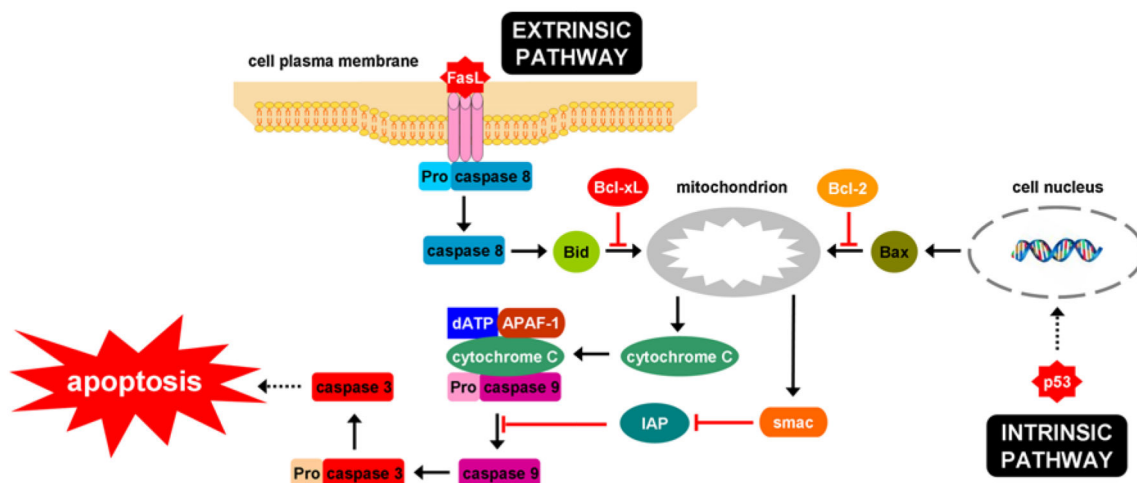 EXTRINSIC
PATHWAY
cell plasma membrane
FasL
Pro caspase 8
Bcl-xL
mitochondrion
Bcl-2
cell nucleus
caspase 8
Bid
Bax
dATP APAF-1
cytochrome C
cytochrome C
Pro caspase 9
apoptosis
caspase 3
p53
IAP
smac
INTRINSIC
PATHWAY
Pro caspase 3
caspase 9